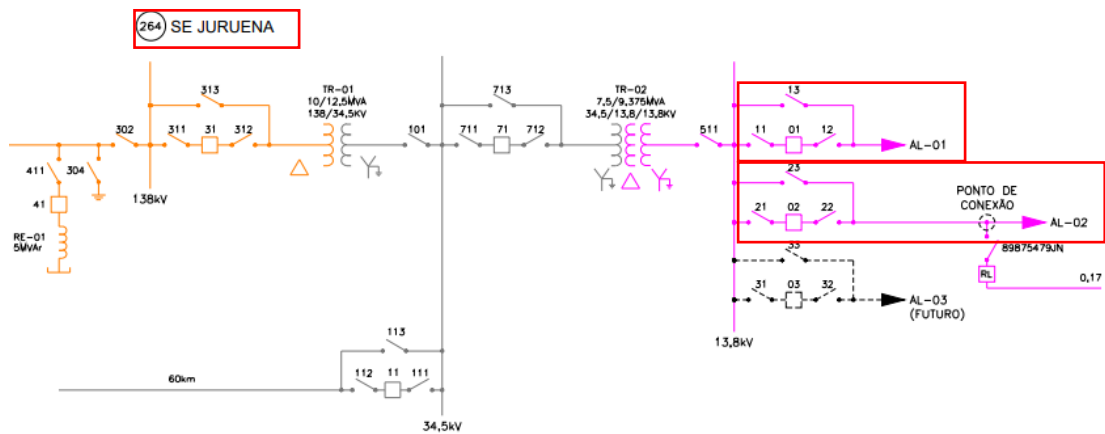 264 SE JURUENA
313
302
311
31
312
TR-01
10/12,5MVA
138/34,5KV
101
713
711
71
712
TR-02
7.5/9,375MVA
34,5/13,8/13,8KV
511
13
11
01
12
AL-01
411
304
41
RE-01
5MVAr
138kV
23
21
02
22
PONTO DE
CONEXÃO
AL-02
89875479JN
RL
0,17
33
31
03
32
AL-03
(FUTURO)
13,8kV
113
60km
112
11
111
34,5kV